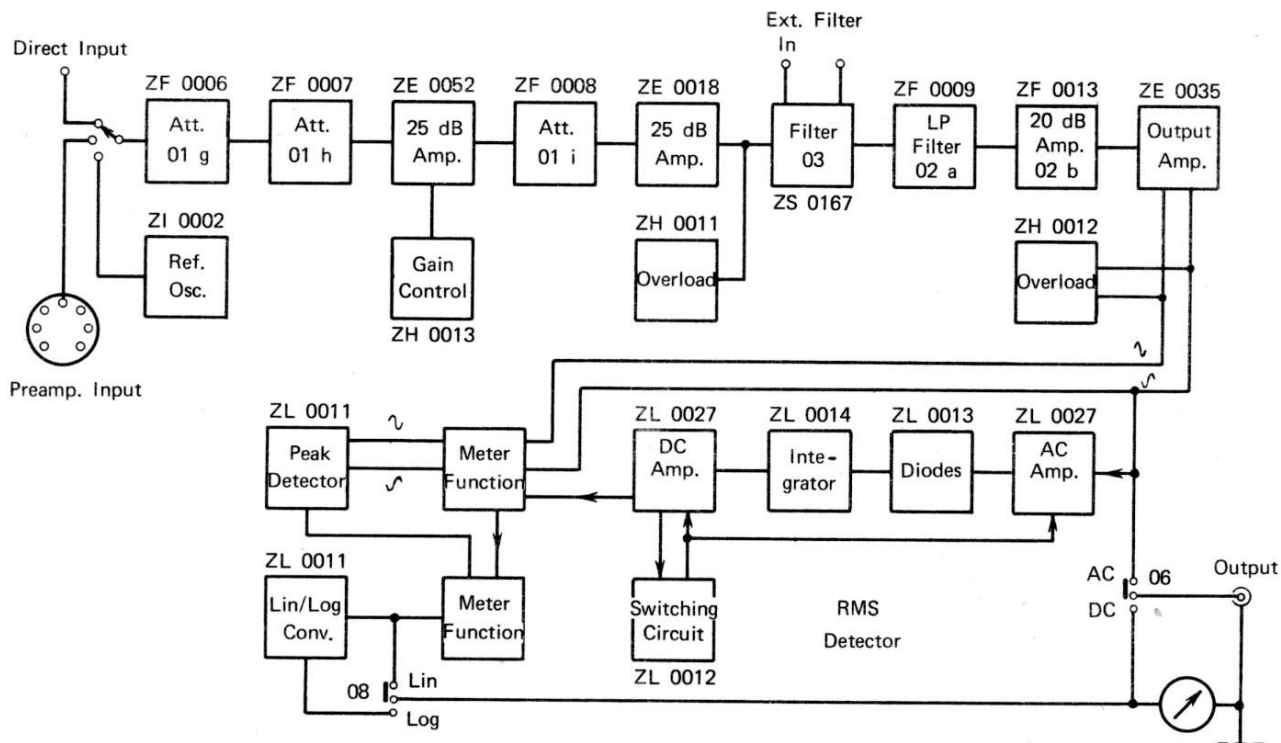 Ext. Filter
In
Direct Input
ZF 0006
ZF 0007
ZE 0052
ZF 0008
ZE 0018
ZF 0009
ZF 0013
ZE 0035
Att.
01 g
Att.
01 h
25 dB
Amp.
Att.
01 i
25 dB
Amp.
Filter
03
LP
Filter
02 a
20 dB
Amp.
02 b
Output
Amp.
ZS 0167
ZI 0002
Ref.
Osc.
Gain
Control
ZH 0013
ZH 0011
Overload
ZH 0012
Overload
Preamp. Input
ZL 0011
Peak
Detector
Meter
Function
ZL 0027
DC
Amp.
ZL 0014
Inte-
grator
ZL 0013
Diodes
ZL 0027
AC
Amp.
ZL 0011
Lin/Log
Conv.
Meter
Function
Switching
Circuit
ZL 0012
RMS
Detector
AC
06
DC
Output
08
Lin
Log